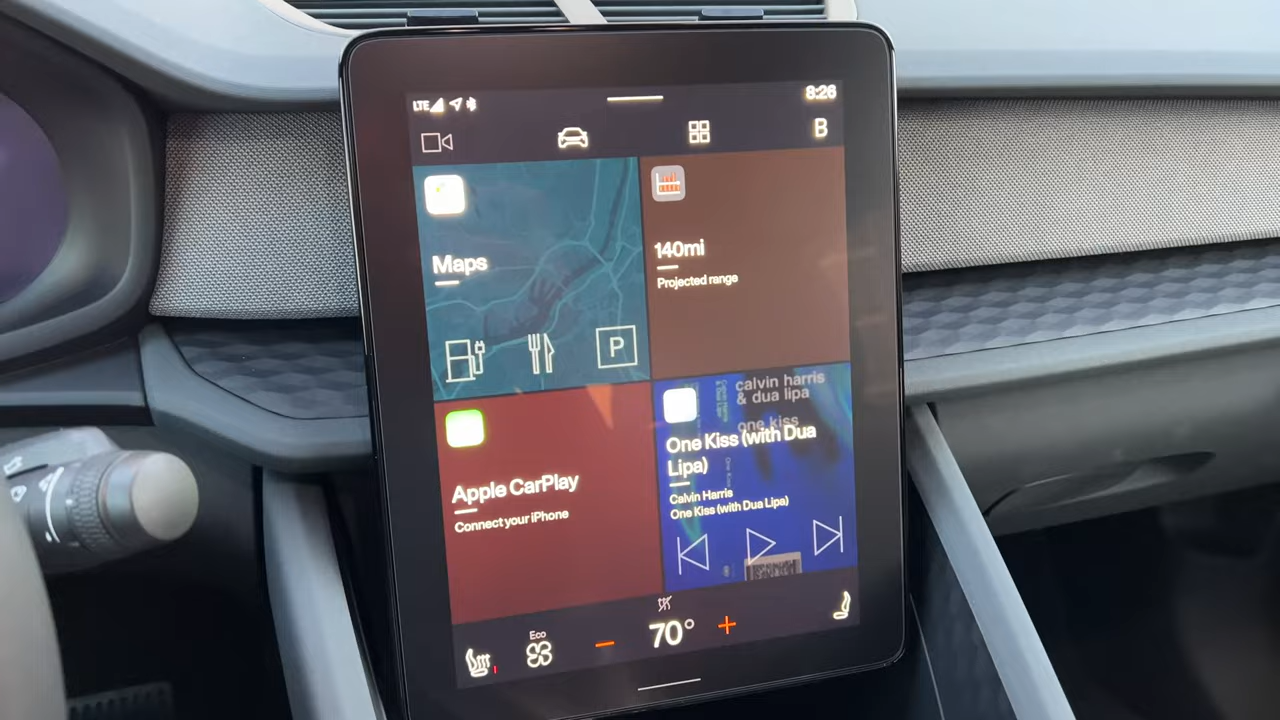 LTE
8:26
B
Maps
P
140mi
Projected range
Apple CarPlay
Connect your iPhone
calvin harris
& dua lipa
one kiss
One Kiss (with Dua
Lipa)
Calvin Harris
One Kiss (with Dua Lipa)
Eco
70°